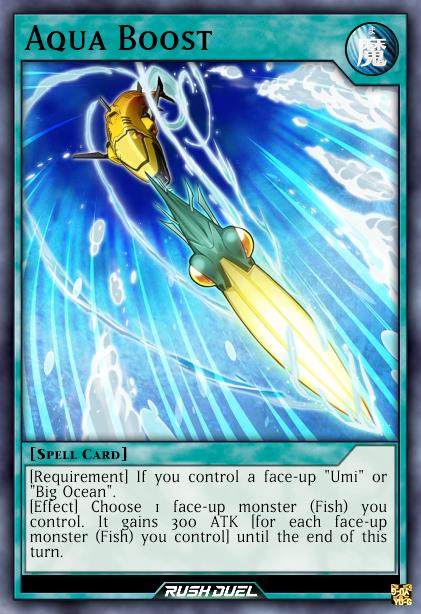 Aqua Boost
ま
魔
[Spell Card]
[Requirement] If you control a face-up "Umi" or
"Big Ocean".
[Effect] Choose 1 face-up monster (Fish) you
control. It gains 300 ATK [for each face-up
monster (Fish) you control] until the end of this
turn.
RUSH DUEL